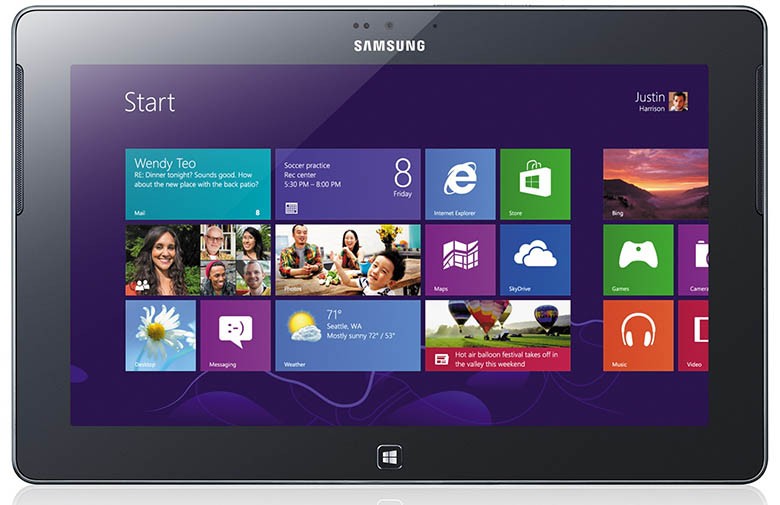 SAMSUNG
Start
Justin
Harrison
Wendy Teo
RE: Dinner tonight? Sounds good. How
about the new place with the back patio?
Mail
8
Soccer practice
Rec center
5:30 PM – 8:00 PM
8
Friday
Internet Explorer
Store
Bing
Photos
Maps
SkyDrive
Games
Camera
Desktop
:-)
Messaging
71°
Seattle, WA
Mostly sunny 72° / 53°
Weather
Hot air balloon festival takes off in
the valley this weekend
Music
Video